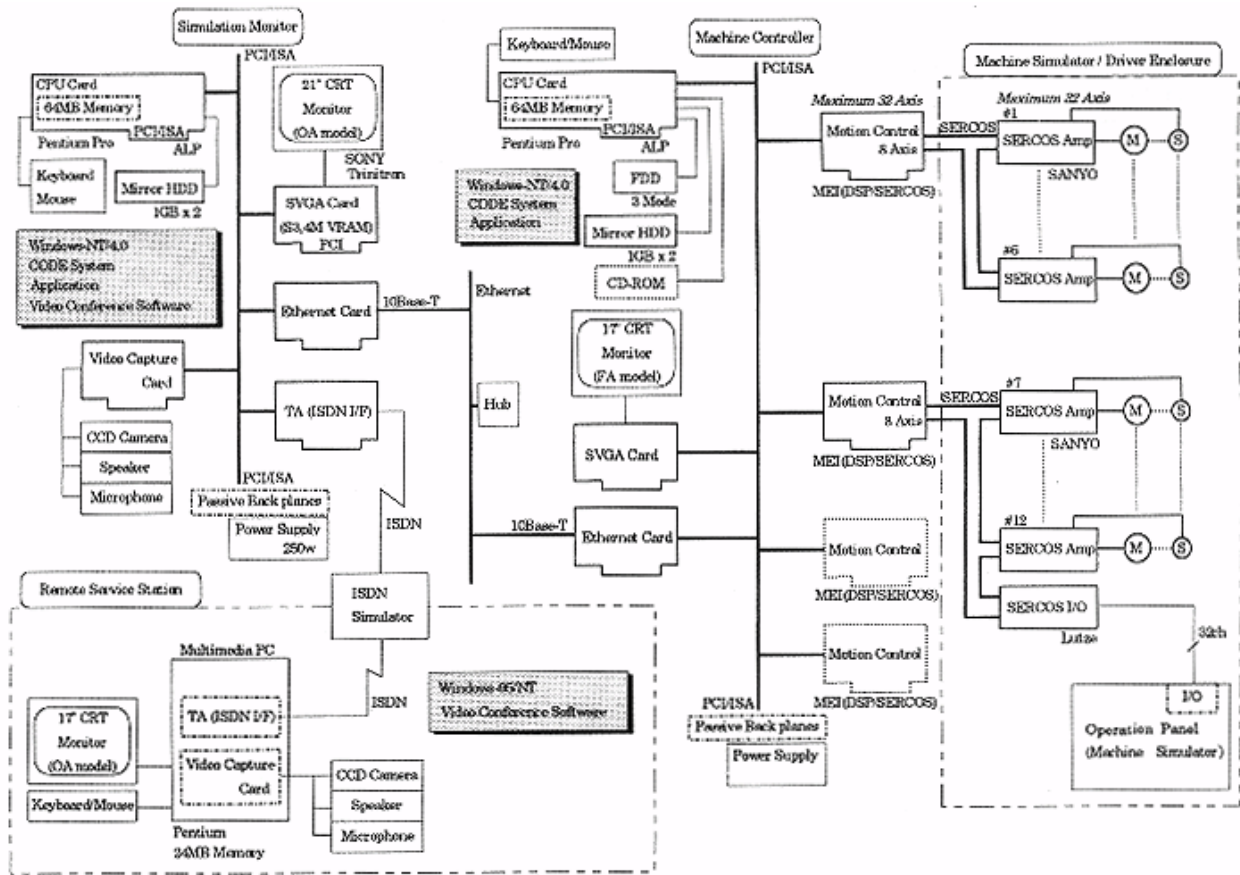 Simulation Monitor
PCI/ISA
CPU Card
64MB Memory
PCI/ISA
Pentium Pro
ALP
Keyboard
Mouse
Mirror HDD
1GB x 2
21" CRT
Monitor
(OA model)
SONY
Trinitron
SVGA Card
(S3,4M VRAM)
PCI
Windows-NT/4.0
CODE System
Application
Video Conference Software
Ethernet Card
10Base-T
Ethernet
Video Capture
Card
TA (ISDN I/F)
Hub
CCD Camera
Speaker
Microphone
PCI/ISA
Passive Back planes
Power Supply
250w
ISDN
Keyboard/Mouse
Machine Controller
PCI/ISA
CPU Card
64MB Memory
PCI/ISA
Pentium Pro
ALP
FDD
3 Mode
Mirror HDD
1GB x 2
CD-ROM
Windows-NT/4.0
CODE System
Application
17" CRT
Monitor
(FA model)
SVGA Card
10Base-T
Ethernet Card
Maximum 32 Axis
Motion Control
8 Axis
MEI(DSP/SERCOS)
SERCOS
Motion Control
8 Axis
MEI(DSP/SERCOS)
SERCOS
Motion Control
MEI(DSP/SERCOS)
Motion Control
MEI(DSP/SERCOS)
PCI/ISA
Passive Back planes
Power Supply
Machine Simulator / Driver Enclosure
Maximum 32 Axis
#1
SERCOS Amp
M
S
SANYO
#6
SERCOS Amp
M
S
#7
SERCOS Amp
M
S
SANYO
#12
SERCOS Amp
M
S
SERCOS I/O
Lutze
32ch
I/O
Operation Panel
(Machine Simulator)
Remote Service Station
ISDN
Simulator
ISDN
Multimedia PC
TA (ISDN I/F)
Video Capture
Card
17" CRT
Monitor
(OA model)
Keyboard/Mouse
Pentium
24MB Memory
CCD Camera
Speaker
Microphone
Windows-95/NT
Video Conference Software